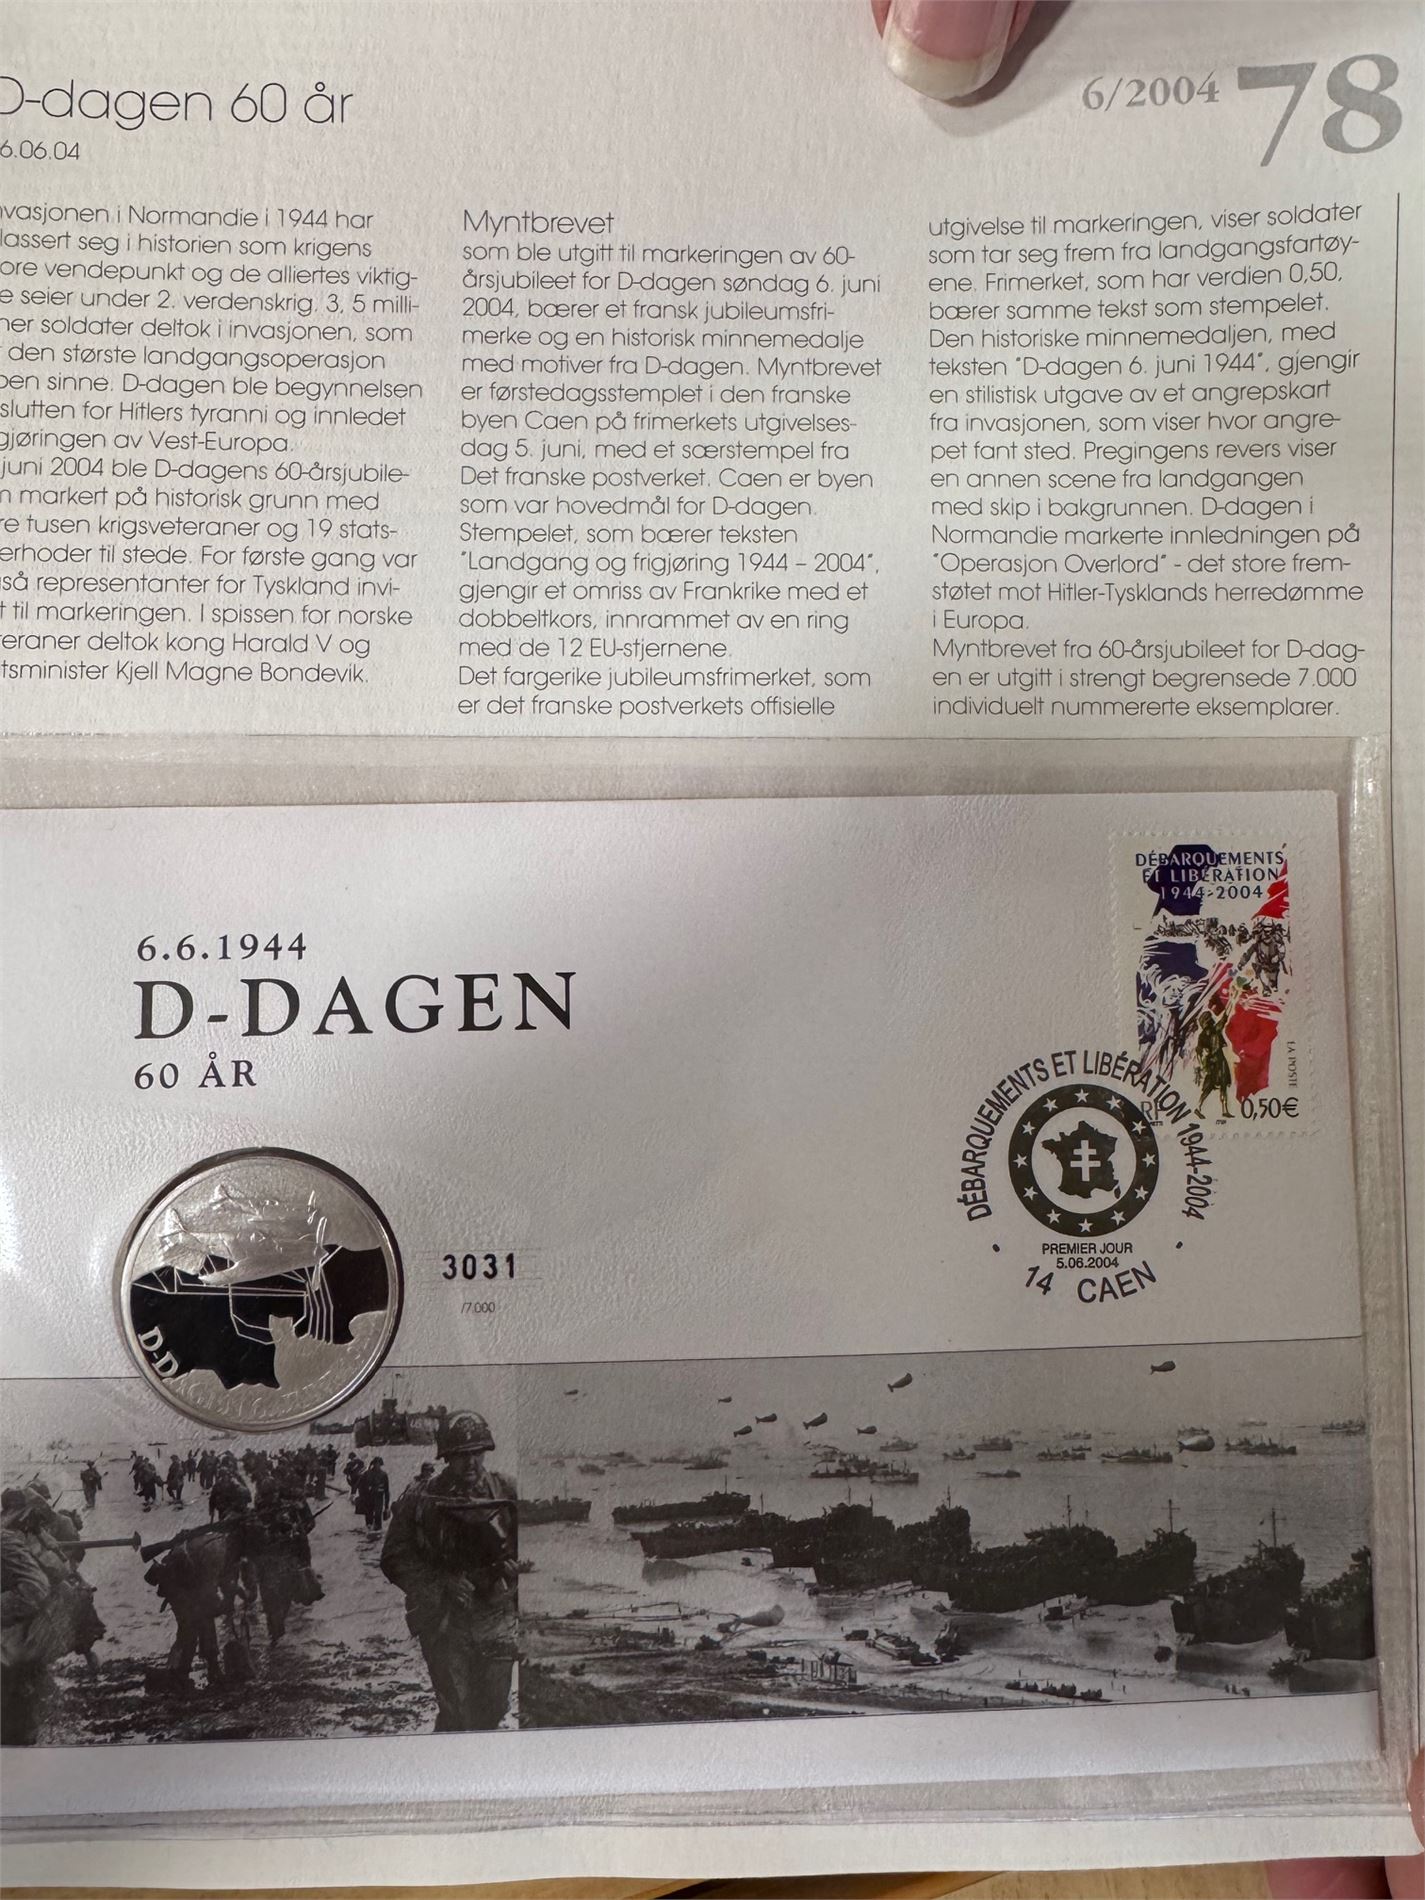 D-dagen 60 år
6.06.04
6/2004 78
vasjonen i Normandie i 1944 har
lassert seg i historien som krigens
ore vendepunkt og de alliertes viktig-
e seier under 2. verdenskrig. 3, 5 milli-
ner soldater deltok i invasjonen, som
den største landgangsoperasjon
pen sinne. D-dagen ble begynnelsen
slutten for Hitlers tyranni og innledet
gjøringen av Vest-Europa.
juni 2004 ble D-dagens 60-årsjubile-
n markert på historisk grunn med
re tusen krigsveteraner og 19 stats-
erhoder til stede. For første gang var
så representanter for Tyskland invi-
t til markeringen. I spissen for norske
eraner deltok kong Harald V og
tsminister Kjell Magne Bondevik.
Myntbrevet
som ble utgitt til markeringen av 60-
årsjubileet for D-dagen søndag 6. juni
2004, bærer et fransk jubileumsfri-
merke og en historisk minnemedalje
med motiver fra D-dagen. Myntbrevet
er førstedagsstemplet i den franske
byen Caen på frimerkets utgivelses-
dag 5. juni, med et særstempel fra
Det franske postverket. Caen er byen
som var hovedmål for D-dagen.
Stempelet, som bærer teksten
"Landgang og frigjøring 1944 – 2004",
gjengir et omriss av Frankrike med et
dobbeltkors, innrammet av en ring
med de 12 EU-stjernene.
Det fargerike jubileumsfrimerket, som
er det franske postverkets offisielle
utgivelse til markeringen, viser soldater
som tar seg frem fra landgangsfartøy-
ene. Frimerket, som har verdien 0,50,
bærer samme tekst som stempelet.
Den historiske minnemedaljen, med
teksten "D-dagen 6. juni 1944", gjengir
en stilistisk utgave av et angrepskart
fra invasjonen, som viser hvor angre-
pet fant sted. Pregingens revers viser
en annen scene fra landgangen
med skip i bakgrunnen. D-dagen i
Normandie markerte innledningen på
"Operasjon Overlord" - det store frem-
støtet mot Hitler-Tysklands herredømme
i Europa.
Myntbrevet fra 60-årsjubileet for D-dag-
en er utgitt i strengt begrensede 7.000
individuelt nummererte eksemplarer.
6.6.1944
D-DAGEN
60 ÅR
DÉBARQUEMENTS
ET LIBÉRATION
1944-2004
LA POSTE
RF 0,50€
DÉBARQUEMENTS ET LIBÉRATION 1944-2004
PREMIER JOUR
5.06.2004
14 CAEN
3031
/7.000